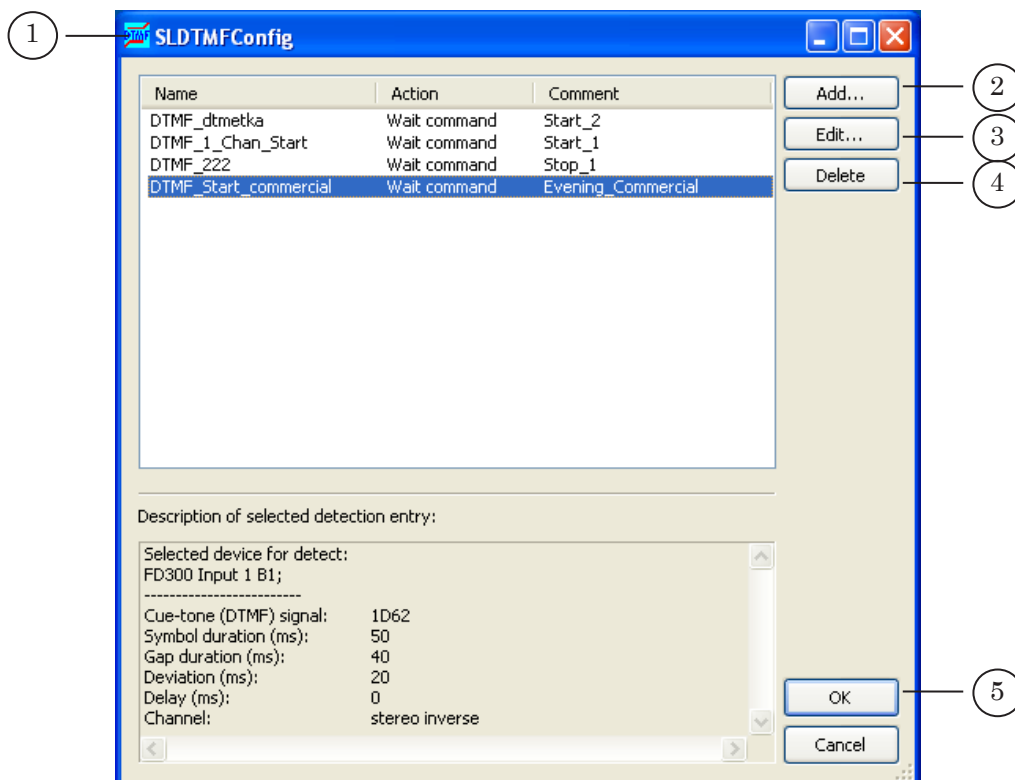 1
DTMF SLDTMFConfig
Name Action Comment
DTMF_dtmetka Wait command Start_2
DTMF_1_Chan_Start Wait command Start_1
DTMF_222 Wait command Stop_1
DTMF_Start_commercial Wait command Evening_Commercial
Add...
2
Edit...
3
Delete
4
Description of selected detection entry:
Selected device for detect:
FD300 Input 1 B1;
--------------------------
Cue-tone (DTMF) signal: 1D62
Symbol duration (ms): 50
Gap duration (ms): 40
Deviation (ms): 20
Delay (ms): 0
Channel: stereo inverse
OK
5
Cancel